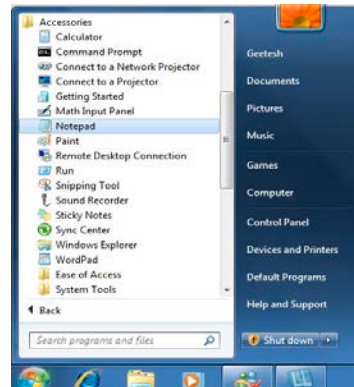 Accessories
Calculator
Command Prompt
Connect to a Network Projector
Connect to a Projector
Getting Started
Math Input Panel
Notepad
Paint
Remote Desktop Connection
Run
Snipping Tool
Sound Recorder
Sticky Notes
Sync Center
Windows Explorer
WordPad
Ease of Access
System Tools
Back
Search programs and files
Geetesh
Documents
Pictures
Music
Games
Computer
Control Panel
Devices and Printers
Default Programs
Help and Support
Shut down